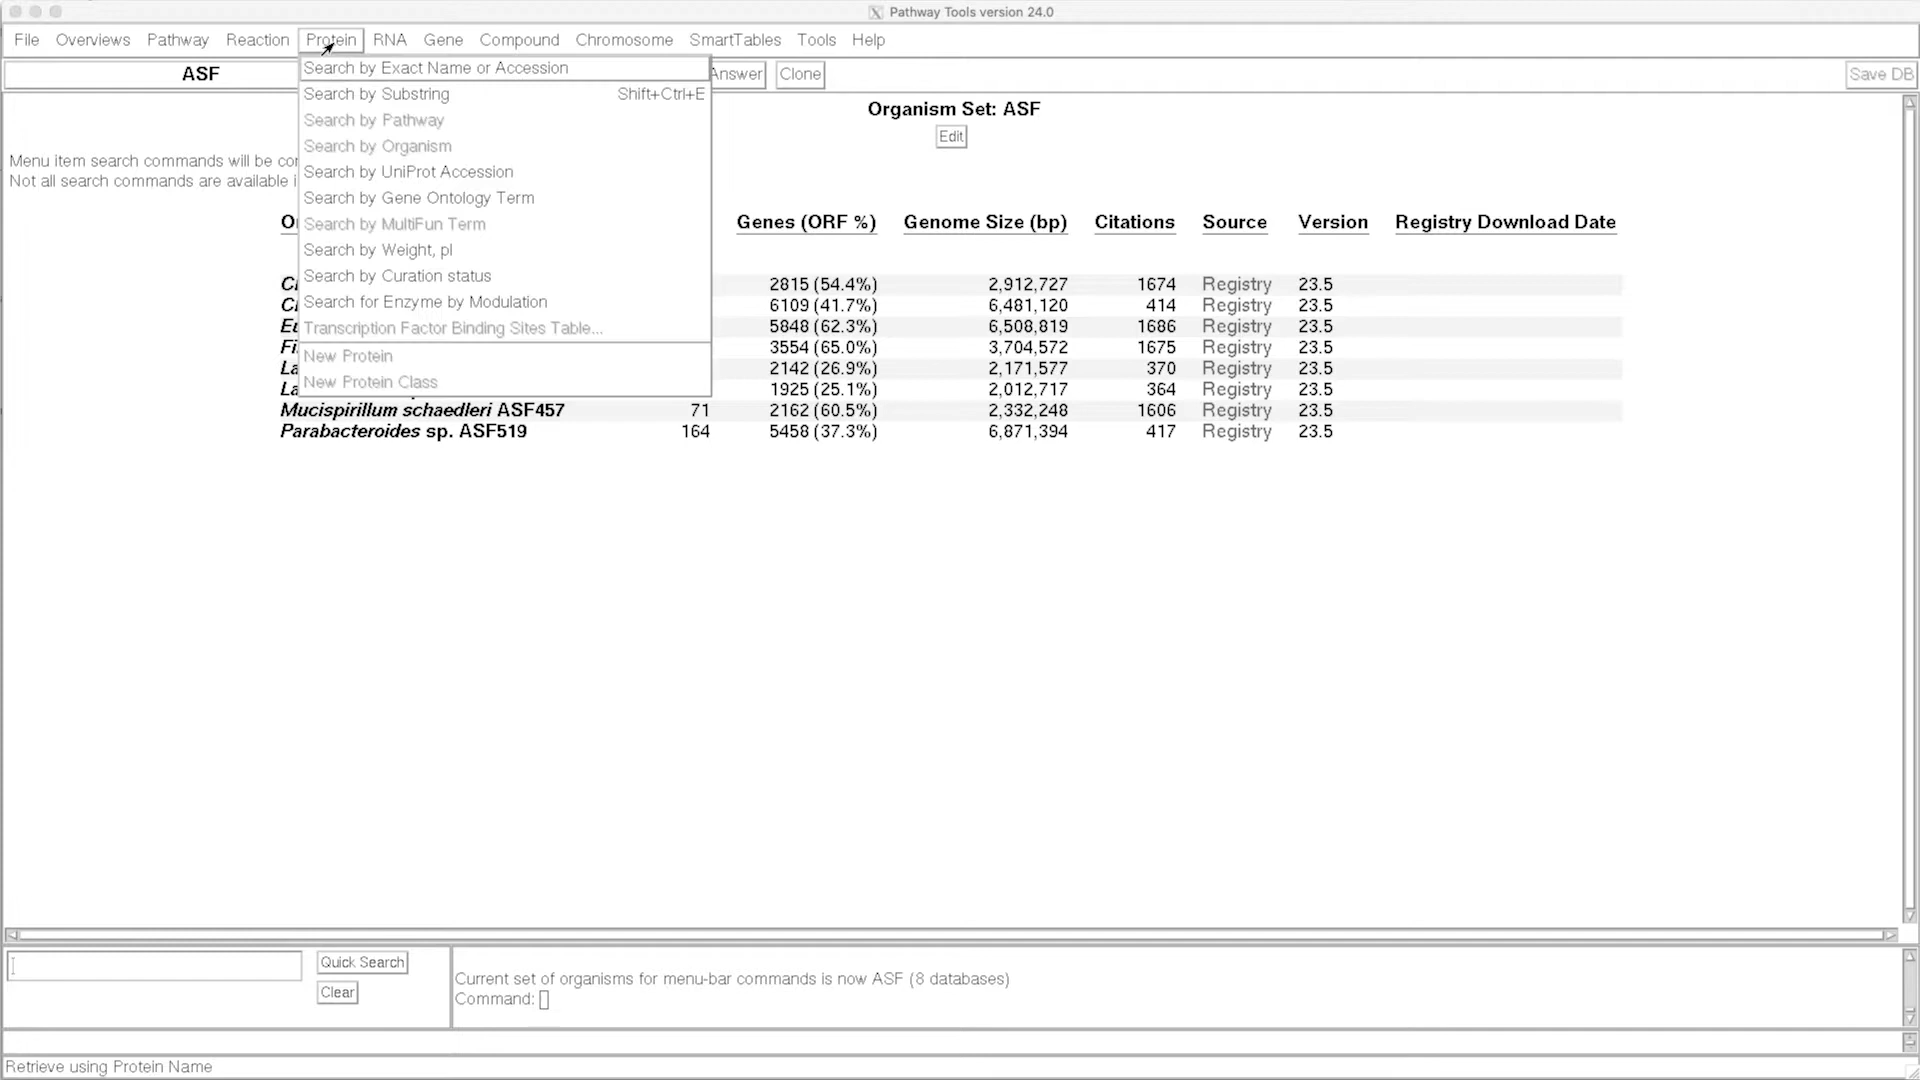 Pathway Tools version 24.0
File Overviews Pathway Reaction Protein RNA Gene Compound Chromosome SmartTables Tools Help
ASF Answer Clone Save DB
Search by Exact Name or Accession
Search by Substring Shift+Ctrl+E
Search by Pathway
Search by Organism
Search by UniProt Accession
Search by Gene Ontology Term
Search by MultiFun Term
Search by Weight, pI
Search by Curation status
Search for Enzyme by Modulation
Transcription Factor Binding Sites Table...
New Protein
New Protein Class
Organism Set: ASF
Edit
Menu item search commands will be
Not all search commands are available
Genes (ORF %) Genome Size (bp) Citations Source Version Registry Download Date
2815 (54.4%) 2,912,727 1674 Registry 23.5
6109 (41.7%) 6,481,120 414 Registry 23.5
5848 (62.3%) 6,508,819 1686 Registry 23.5
3554 (65.0%) 3,704,572 1675 Registry 23.5
2142 (26.9%) 2,171,577 370 Registry 23.5
1925 (25.1%) 2,012,717 364 Registry 23.5
Mucispirillum schaedleri ASF457 71 2162 (60.5%) 2,332,248 1606 Registry 23.5
Parabacteroides sp. ASF519 164 5458 (37.3%) 6,871,394 417 Registry 23.5
Quick Search
Clear
Current set of organisms for menu-bar commands is now ASF (8 databases)
Command:
Retrieve using Protein Name